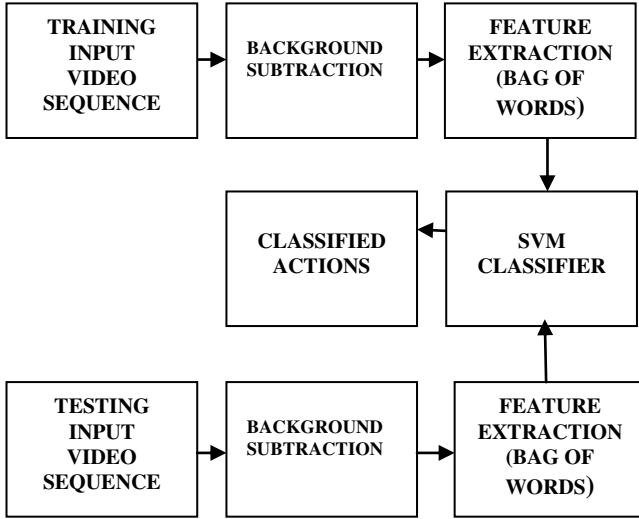 TRAINING
INPUT
VIDEO
SEQUENCE
BACKGROUND
SUBTRACTION
FEATURE
EXTRACTION
(BAG OF
WORDS)
CLASSIFIED
ACTIONS
SVM
CLASSIFIER
TESTING
INPUT
VIDEO
SEQUENCE
BACKGROUND
SUBTRACTION
FEATURE
EXTRACTION
(BAG OF
WORDS)